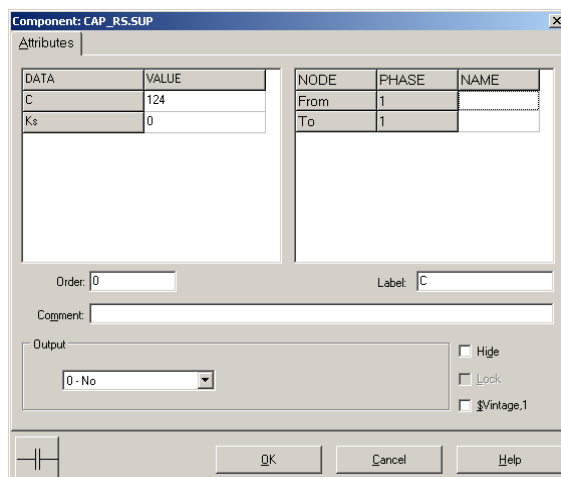 Component: CAP_RS.SUP
Attributes
DATA VALUE
C 124
Ks 0
NODE PHASE NAME
From 1
To 1
Order: 0
Label: C
Comment:
Output
0 - No
Hide
Lock
$Vintage,1
OK Cancel Help